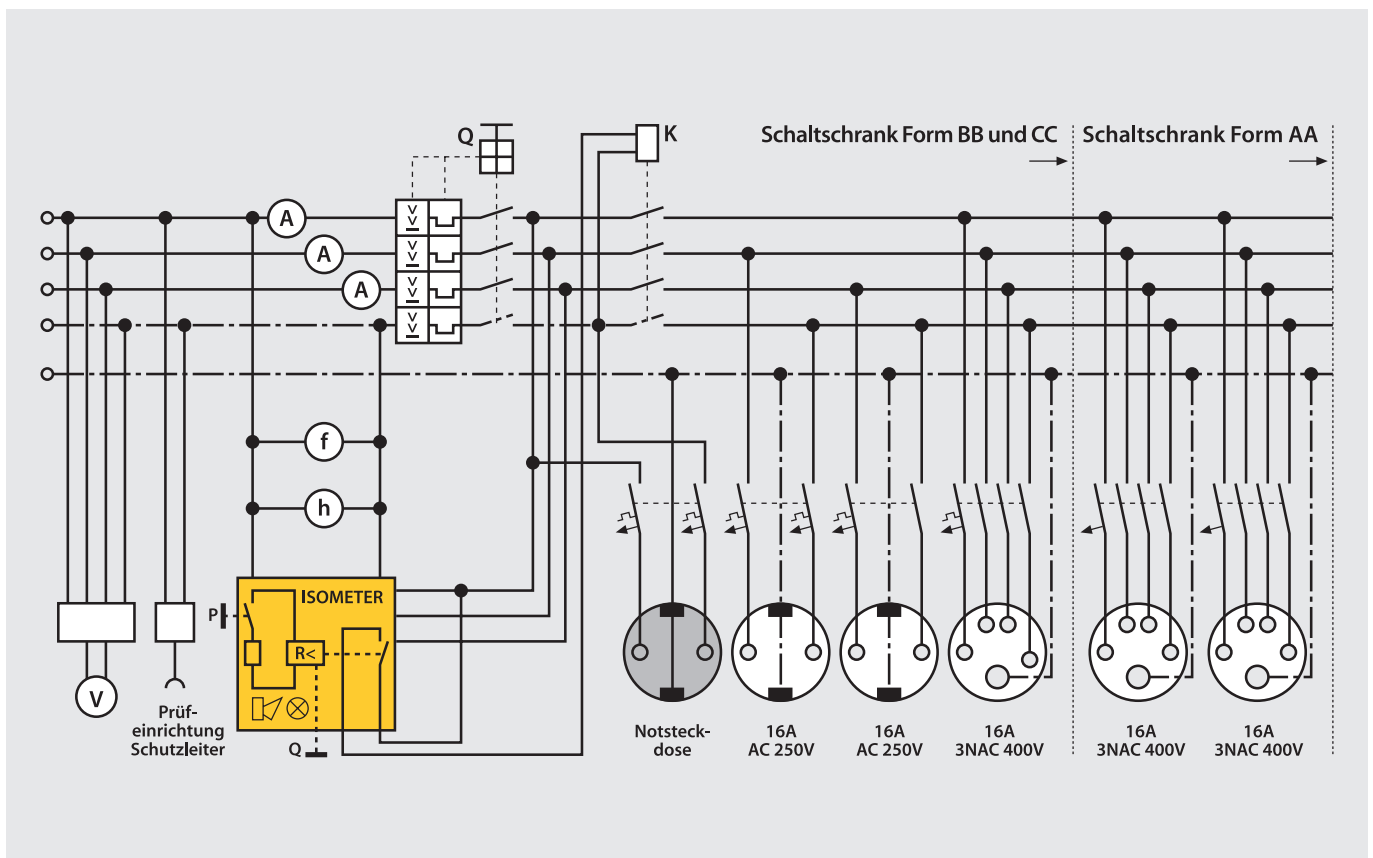 Q
K
Schaltschrank Form BB und CC
Schaltschrank Form AA
A
A
A
f
h
P
ISOMETER
R<
Q
V
Prüf-
einrichtung
Schutzleiter
Notsteck-
dose
16A
AC 250V
16A
AC 250V
16A
3NAC 400V
16A
3NAC 400V
16A
3NAC 400V